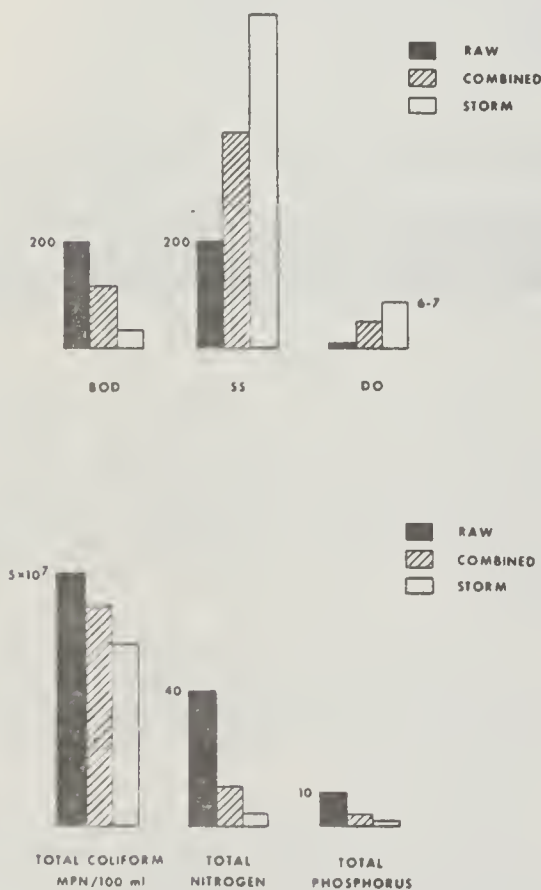 RAW
COMBINED
STORM
200
200
6-7
BOD
SS
DO
RAW
COMBINED
STORM
5×10⁷
40
10
TOTAL COLIFORM
MPN/100 ml
TOTAL
NITROGEN
TOTAL
PHOSPHORUS